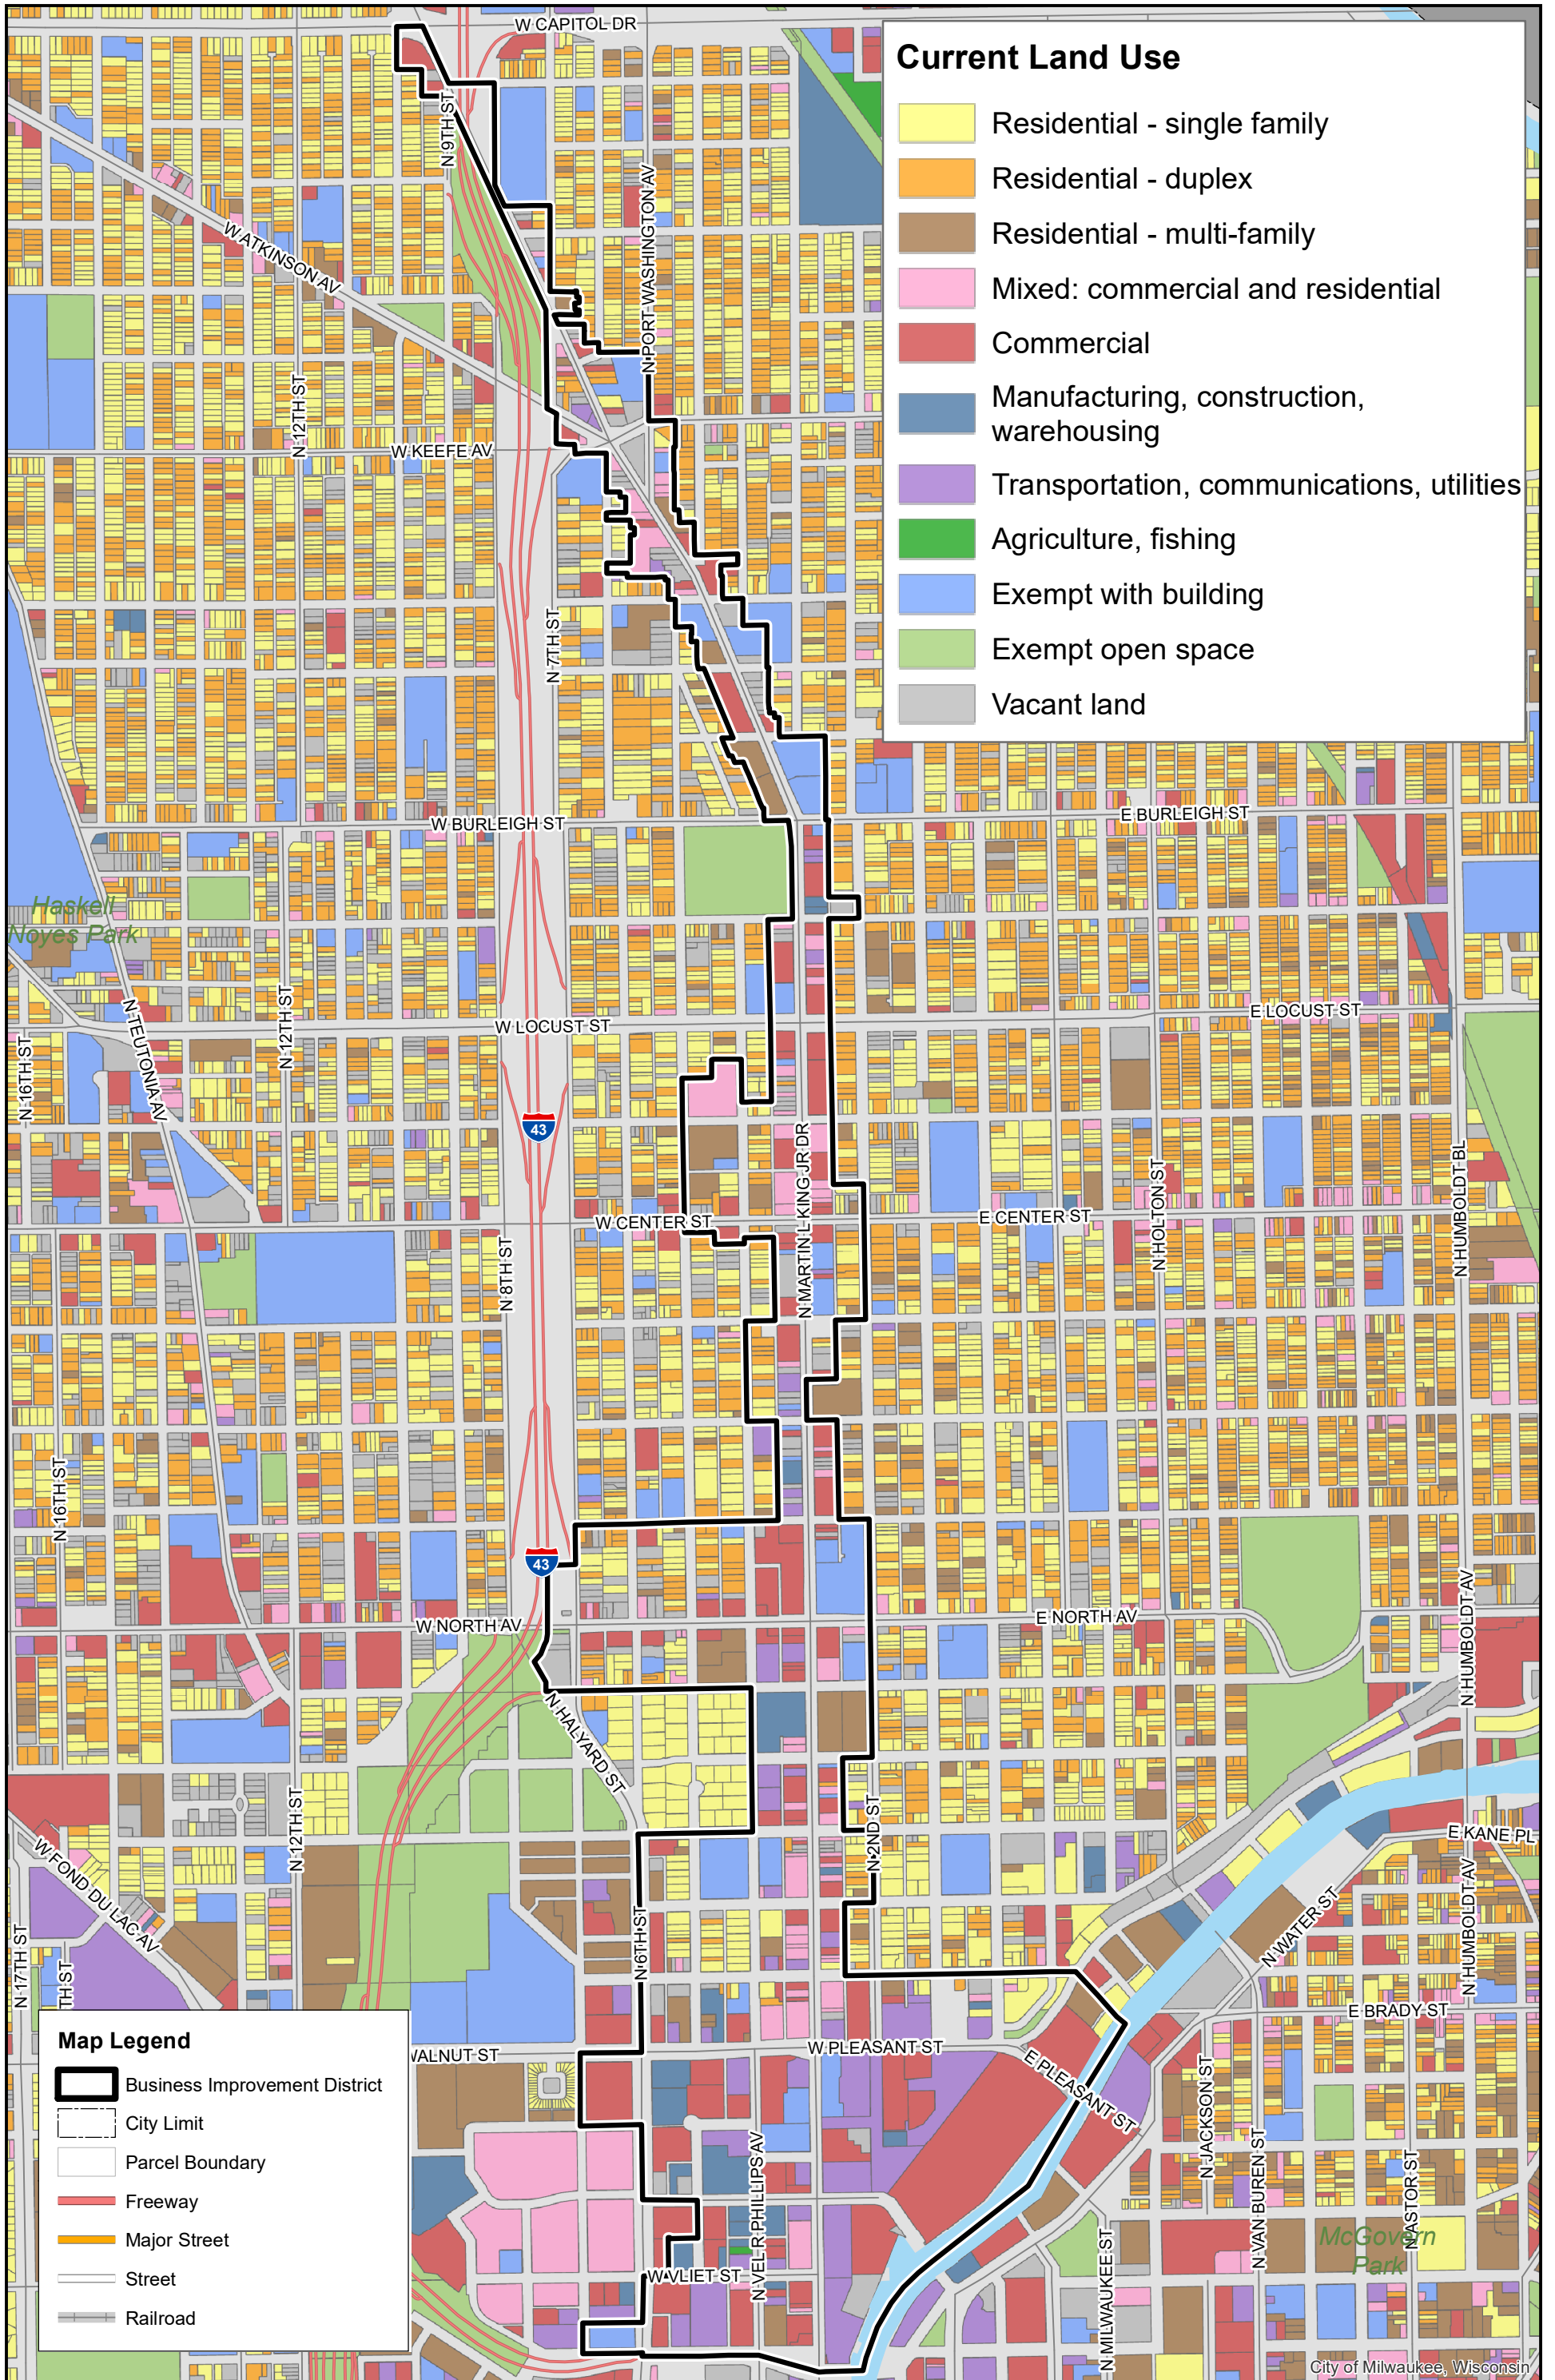 W CAPITOL DR
Current Land Use
Residential - single family
Residential - duplex
Residential - multi-family
Mixed: commercial and residential
Commercial
Manufacturing, construction,
warehousing
Transportation, communications, utilities
Agriculture, fishing
Exempt with building
Exempt open space
Vacant land
N 9TH ST
N PORT WASHINGTON AV
W ATKINSON AV
N 12TH ST
W KEEFE AV
N 7TH ST
W BURLEIGH ST
E BURLEIGH ST
Haskell
Noyes Park
N TEUTONIA AV
N 12TH ST
N 16TH ST
W LOCUST ST
E LOCUST ST
43
N MARTIN L KING JR DR
N HOLTON ST
N HUMBOLDT BL
W CENTER ST
E CENTER ST
N 8TH ST
N 16TH ST
43
W NORTH AV
E NORTH AV
N HUMBOLDT AV
N HALYARD ST
N 12TH ST
N 2ND ST
E KANE PL
W FOND DU LAC AV
N 17TH ST
TH ST
N 6TH ST
N WATER ST
N HUMBOLDT AV
E BRADY ST
WALNUT ST
W PLEASANT ST
E PLEASANT ST
N JACKSON ST
N VAN BUREN ST
N ASTOR ST
McGovern
Park
N VEL R PHILLIPS AV
W VLIET ST
N MILWAUKEE ST
Map Legend
Business Improvement District
City Limit
Parcel Boundary
Freeway
Major Street
Street
Railroad
City of Milwaukee, Wisconsin